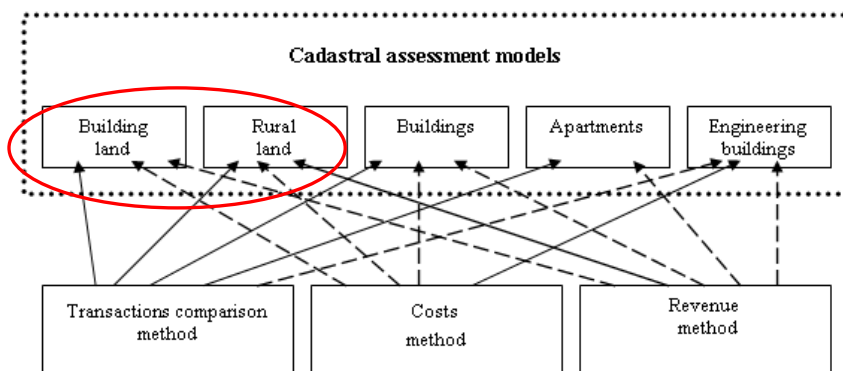 Cadastral assessment models
Building
land
Rural
land
Buildings
Apartments
Engineering
buildings
Transactions comparison
method
Costs
method
Revenue
method